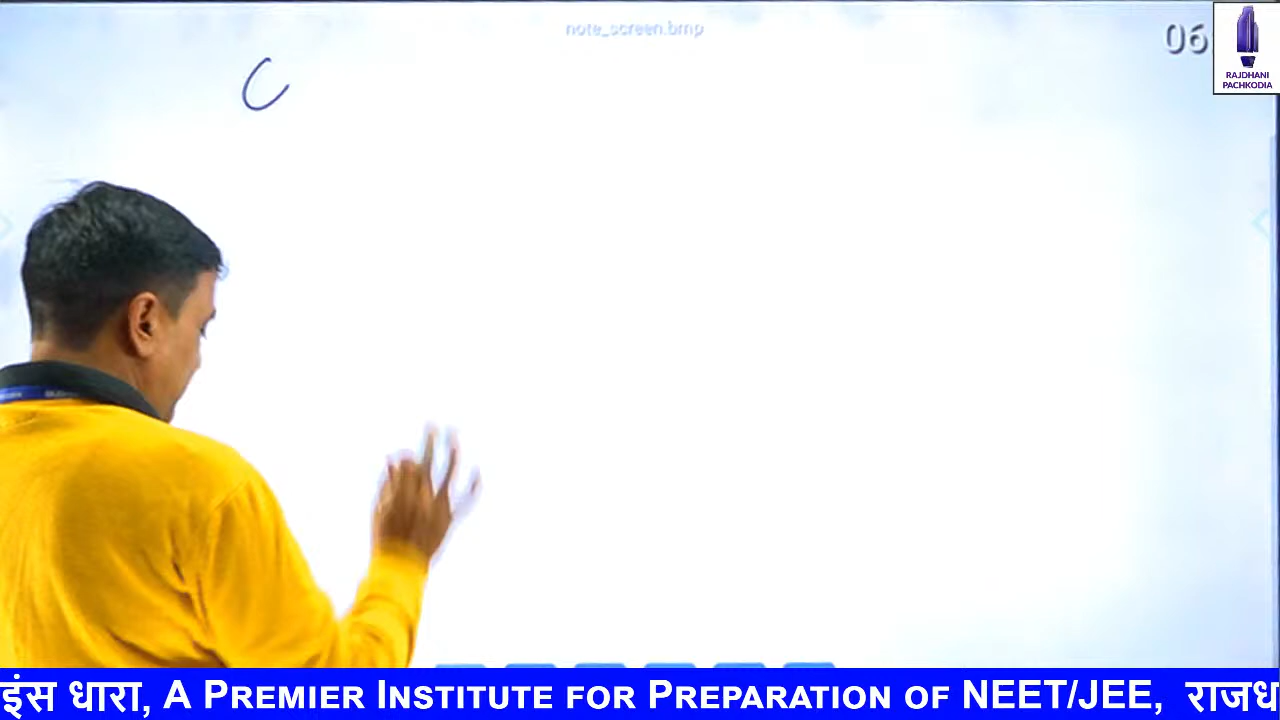 note_screen.bmp
06
C
RAJDHANI
PACHKODIA
इंस धारा, A PREMIER INSTITUTE FOR PREPARATION OF NEET/JEE, राजध